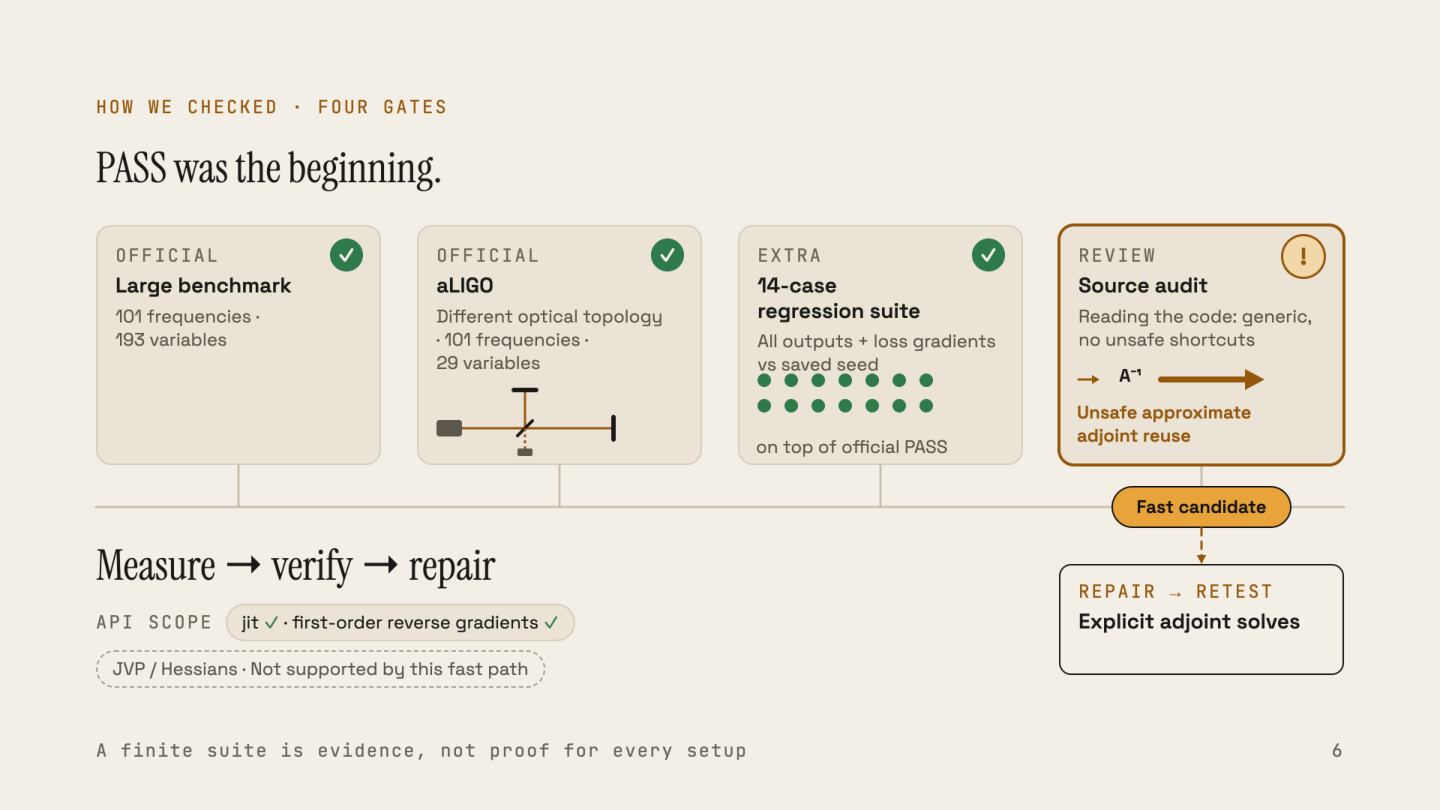 HOW WE CHECKED · FOUR GATES
PASS was the beginning.
OFFICIAL
Large benchmark
101 frequencies ·
193 variables
OFFICIAL
aLIGO
Different optical topology
· 101 frequencies ·
29 variables
EXTRA
14-case
regression suite
All outputs + loss gradients
vs saved seed
on top of official PASS
REVIEW
!
Source audit
Reading the code: generic,
no unsafe shortcuts
A⁻¹
Unsafe approximate
adjoint reuse
Fast candidate
REPAIR → RETEST
Explicit adjoint solves
Measure → verify → repair
API SCOPE jit ✓ · first-order reverse gradients ✓
JVP / Hessians · Not supported by this fast path
A finite suite is evidence, not proof for every setup
6